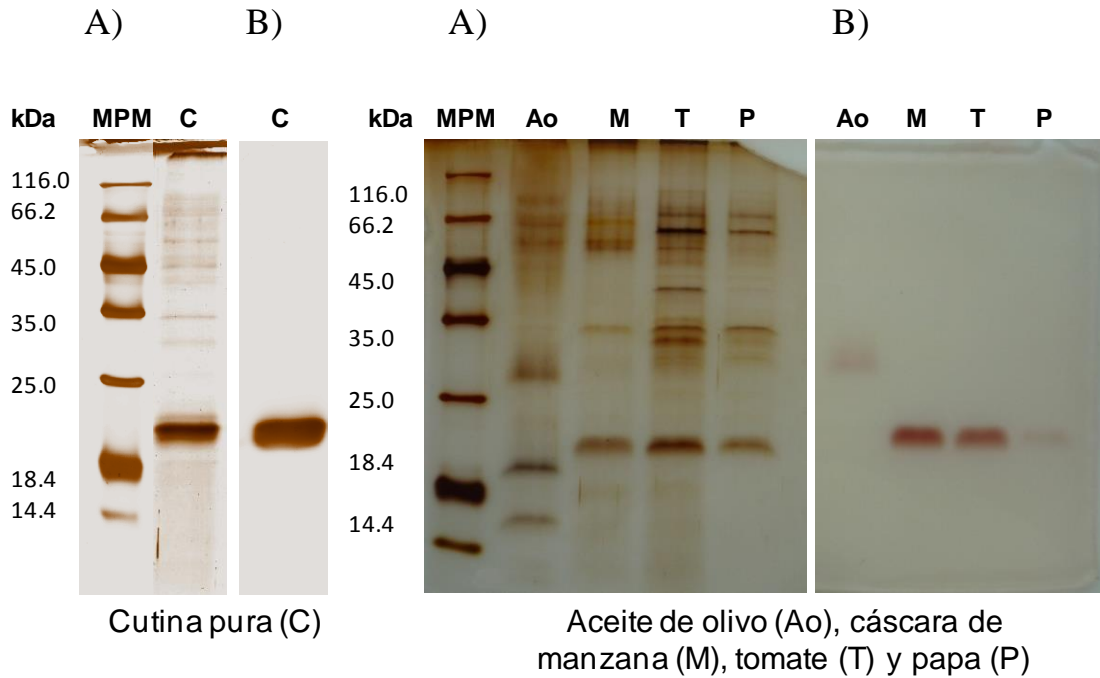 A) B) A) B)
kDa MPM C C kDa MPM Ao M T P Ao M T P
116.0
66.2
45.0
35.0
25.0
18.4
14.4
116.0
66.2
45.0
35.0
25.0
18.4
14.4
Cutina pura (C)
Aceite de olivo (Ao), cáscara de
manzana (M), tomate (T) y papa (P)